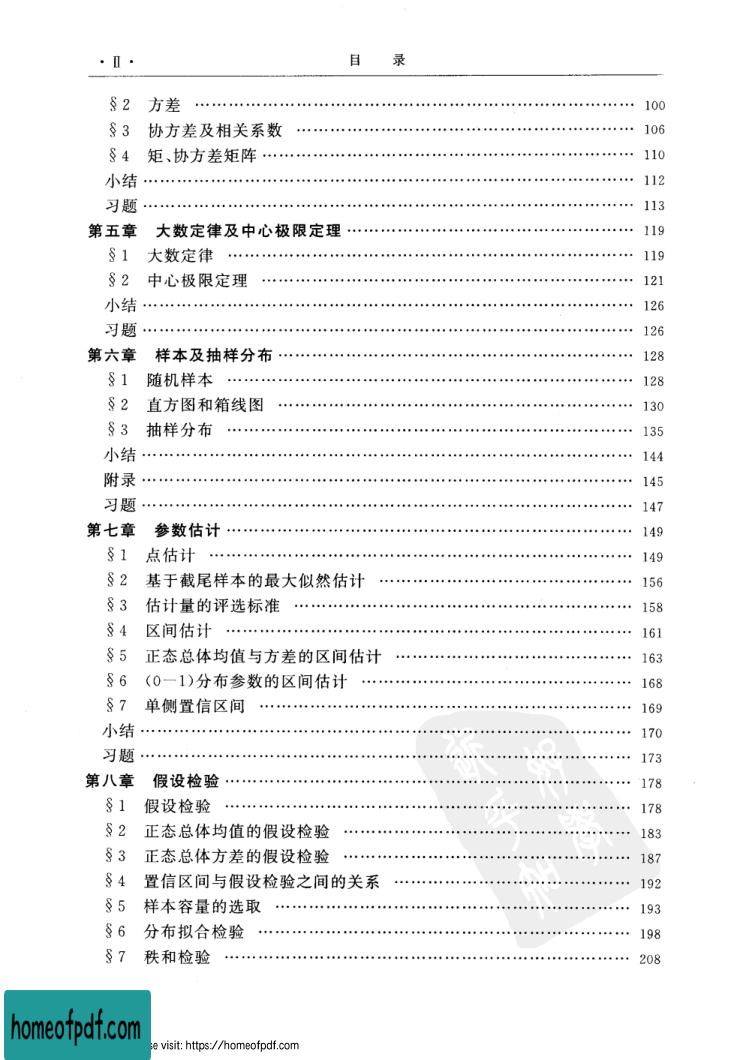 · Ⅱ · 目 录
§2 方差 …… 100
§3 协方差及相关系数 …… 106
§4 矩、协方差矩阵 …… 110
小结 …… 112
习题 …… 113
第五章 大数定律及中心极限定理 …… 119
§1 大数定律 …… 119
§2 中心极限定理 …… 121
小结 …… 126
习题 …… 126
第六章 样本及抽样分布 …… 128
§1 随机样本 …… 128
§2 直方图和箱线图 …… 130
§3 抽样分布 …… 135
小结 …… 144
附录 …… 145
习题 …… 147
第七章 参数估计 …… 149
§1 点估计 …… 149
§2 基于截尾样本的最大似然估计 …… 156
§3 估计量的评选标准 …… 158
§4 区间估计 …… 161
§5 正态总体均值与方差的区间估计 …… 163
§6 (0—1)分布参数的区间估计 …… 168
§7 单侧置信区间 …… 169
小结 …… 170
习题 …… 173
第八章 假设检验 …… 178
§1 假设检验 …… 178
§2 正态总体均值的假设检验 …… 183
§3 正态总体方差的假设检验 …… 187
§4 置信区间与假设检验之间的关系 …… 192
§5 样本容量的选取 …… 193
§6 分布拟合检验 …… 198
§7 秩和检验 …… 208
homeofpdf.com
se visit: https://homeofpdf.com